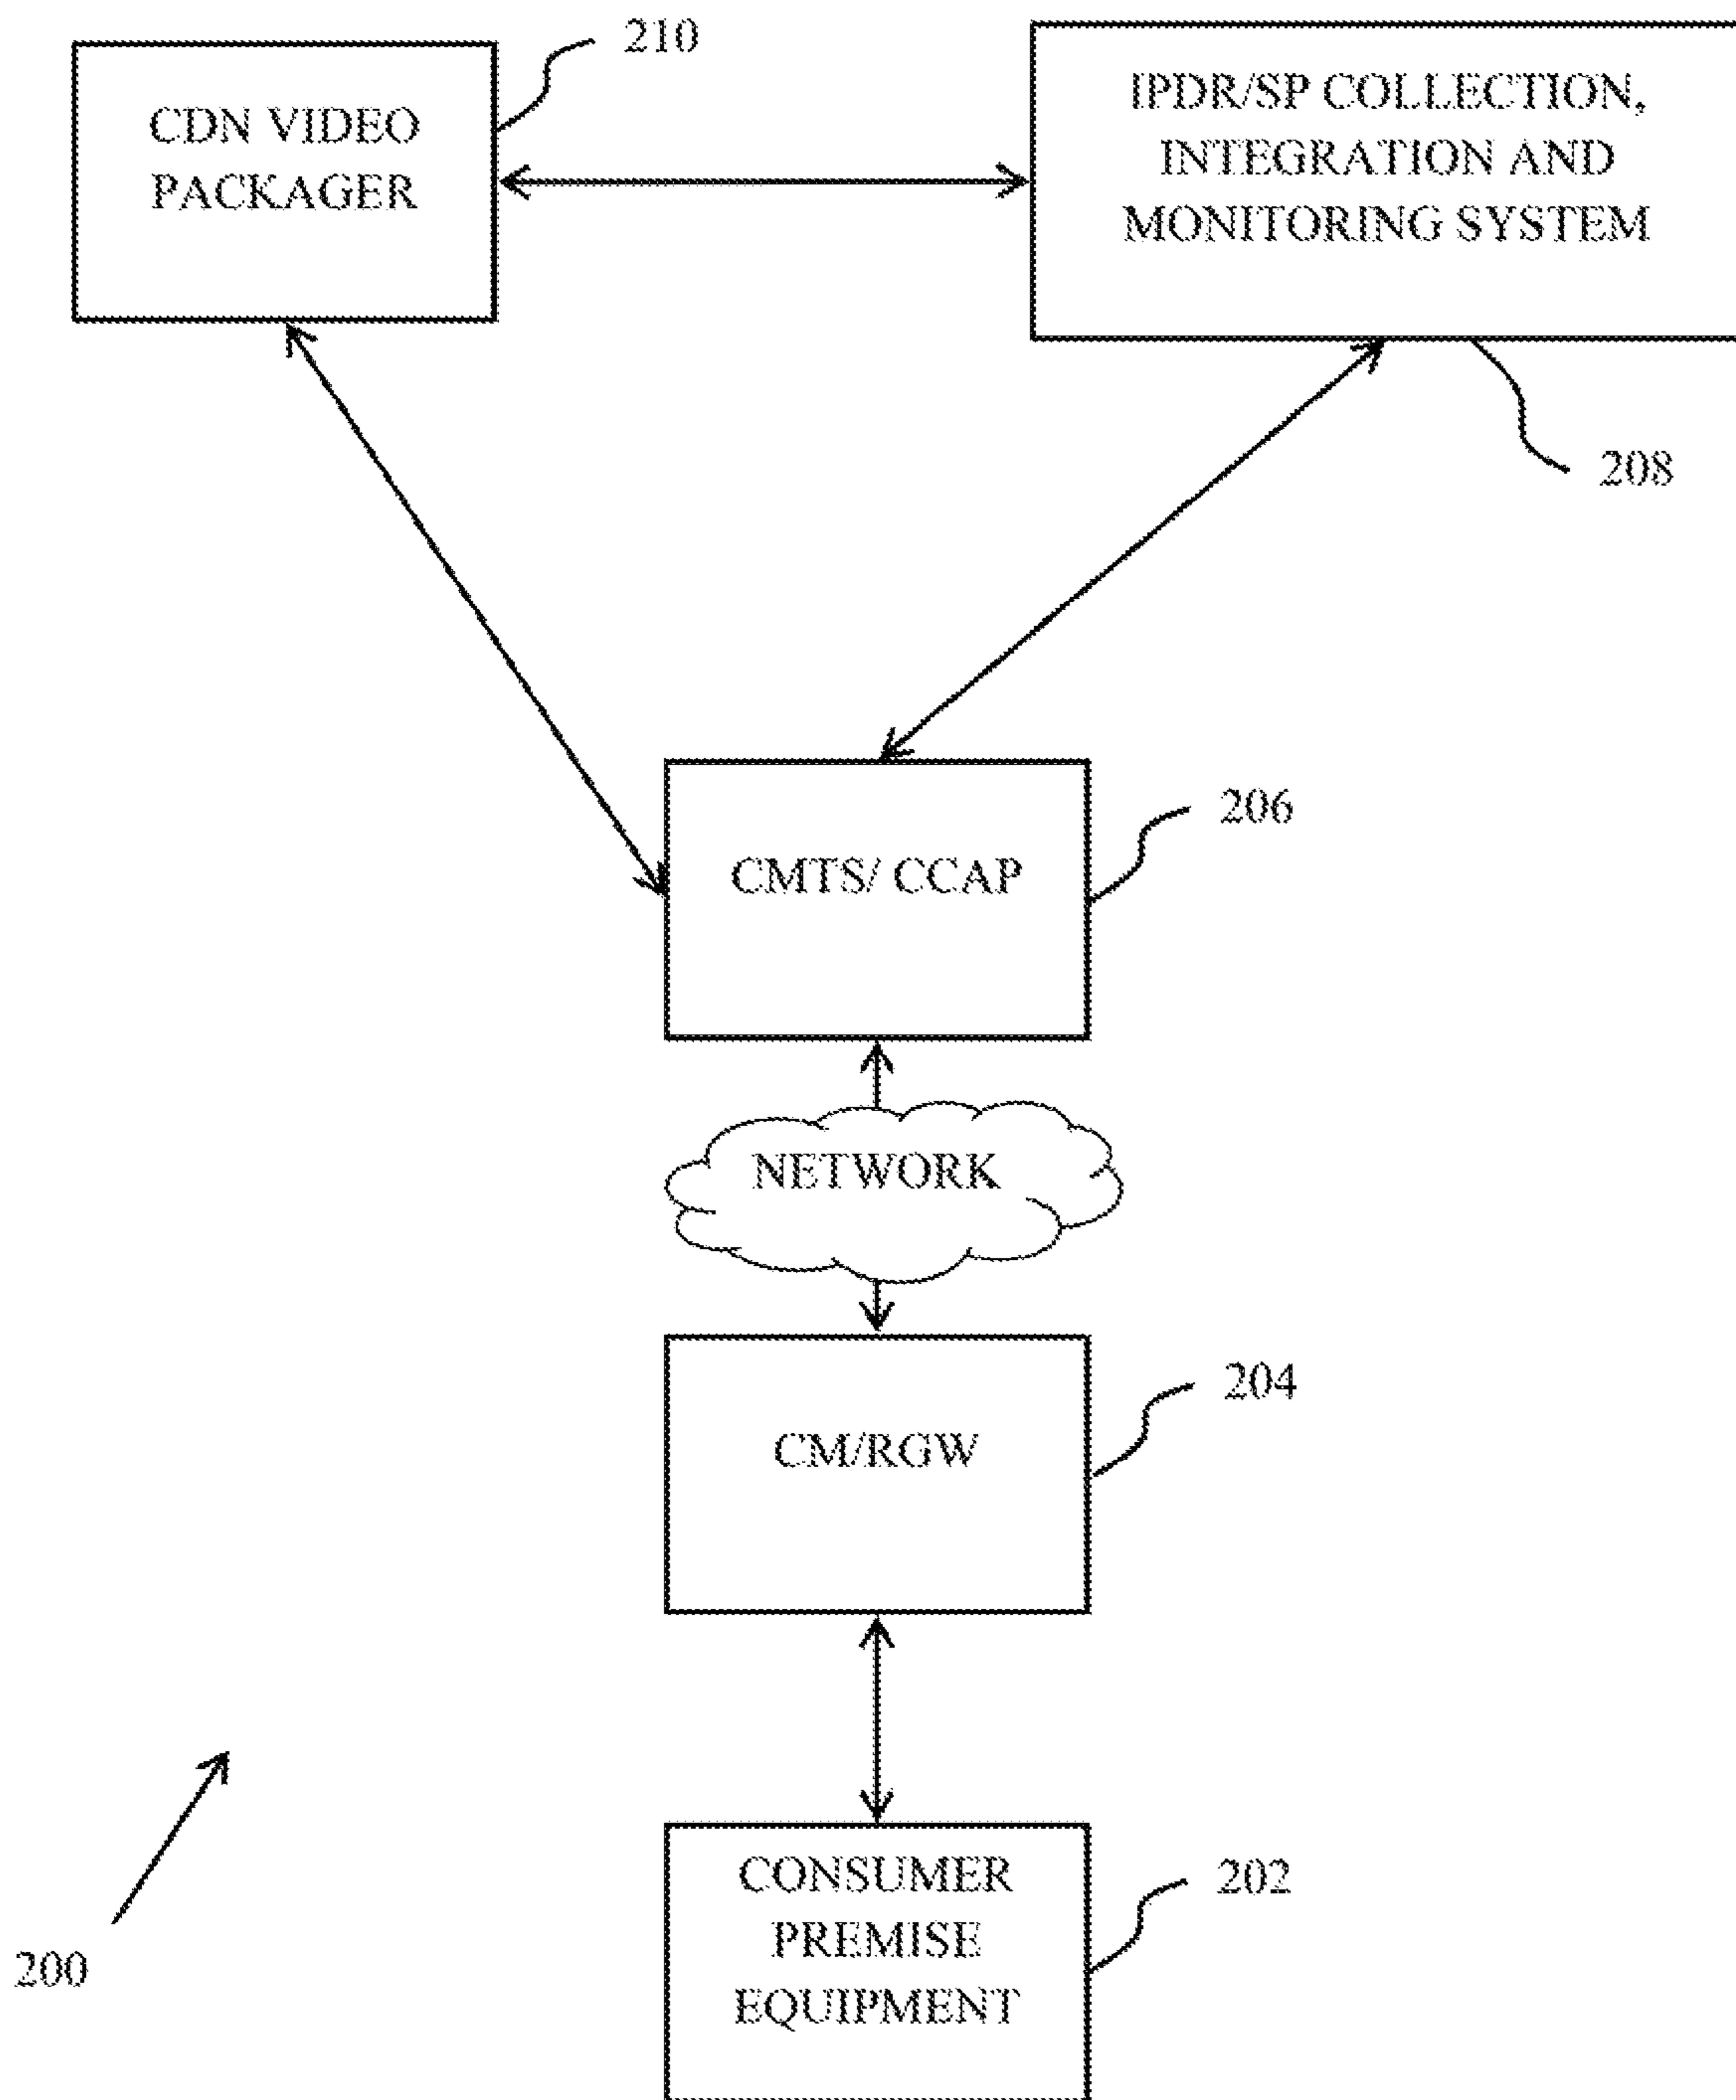 210
CDN VIDEO
PACKAGER
IPDR/SP COLLECTION,
INTEGRATION AND
MONITORING SYSTEM
208
206
CMTS/ CCAP
NETWORK
204
CM/RGW
202
CONSUMER
PREMISE
EQUIPMENT
200